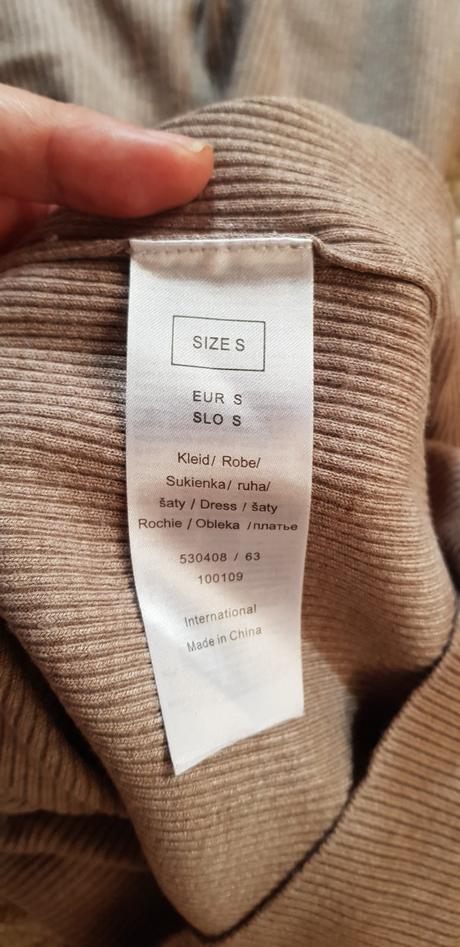 SIZE S
EUR S
SLO S
Kleid/ Robe/
Sukienka/ ruha/
šaty / Dress / šaty
Rochie / Obleka /платье
530408 / 63
100109
International
Made in China